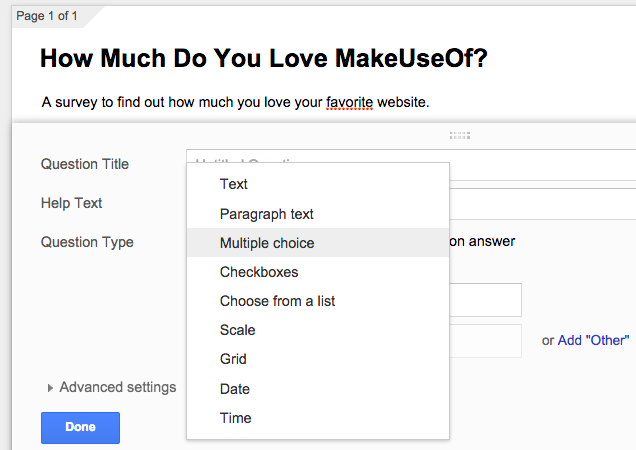 Page 1 of 1
How Much Do You Love MakeUseOf?
A survey to find out how much you love your favorite website.
Question Title
Help Text
Question Type
Text
Paragraph text
Multiple choice
on answer
Checkboxes
Choose from a list
Scale
or Add "Other"
Grid
Advanced settings
Date
Time
Done